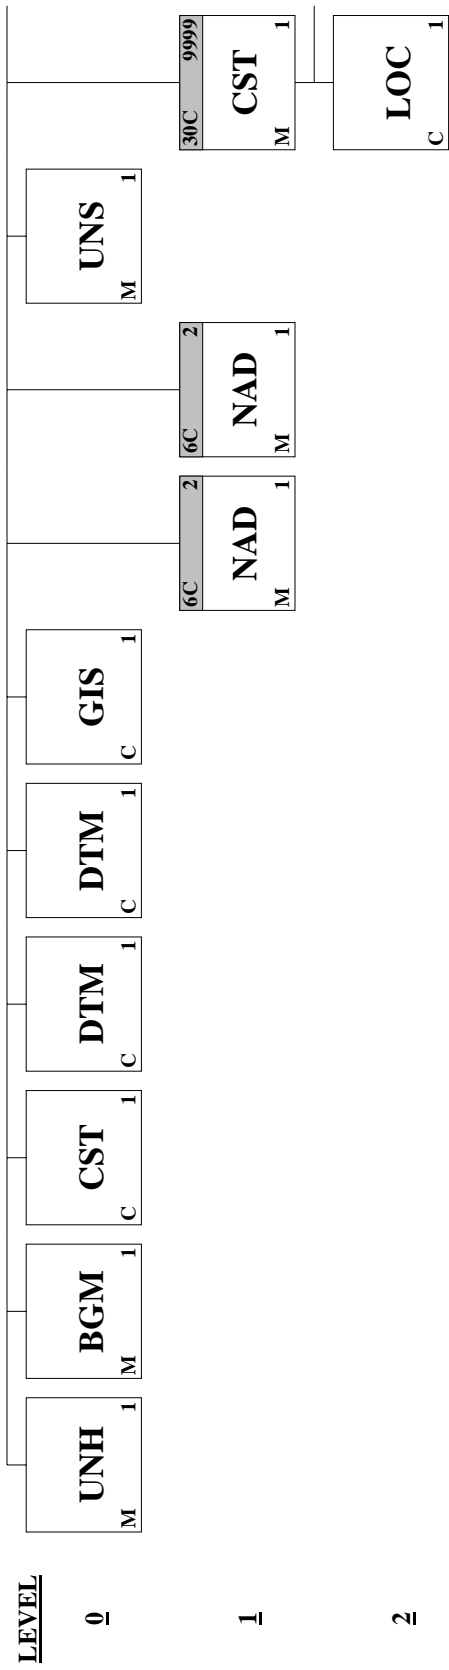 LEVEL
0
UNH
M 1
BGM
M 1
CST
C 1
DTM
C 1
DTM
C 1
GIS
C 1
UNS
M 1
1
6C 2
NAD
M 1
6C 2
NAD
M 1
30C 9999
CST
M 1
2
LOC
C 1